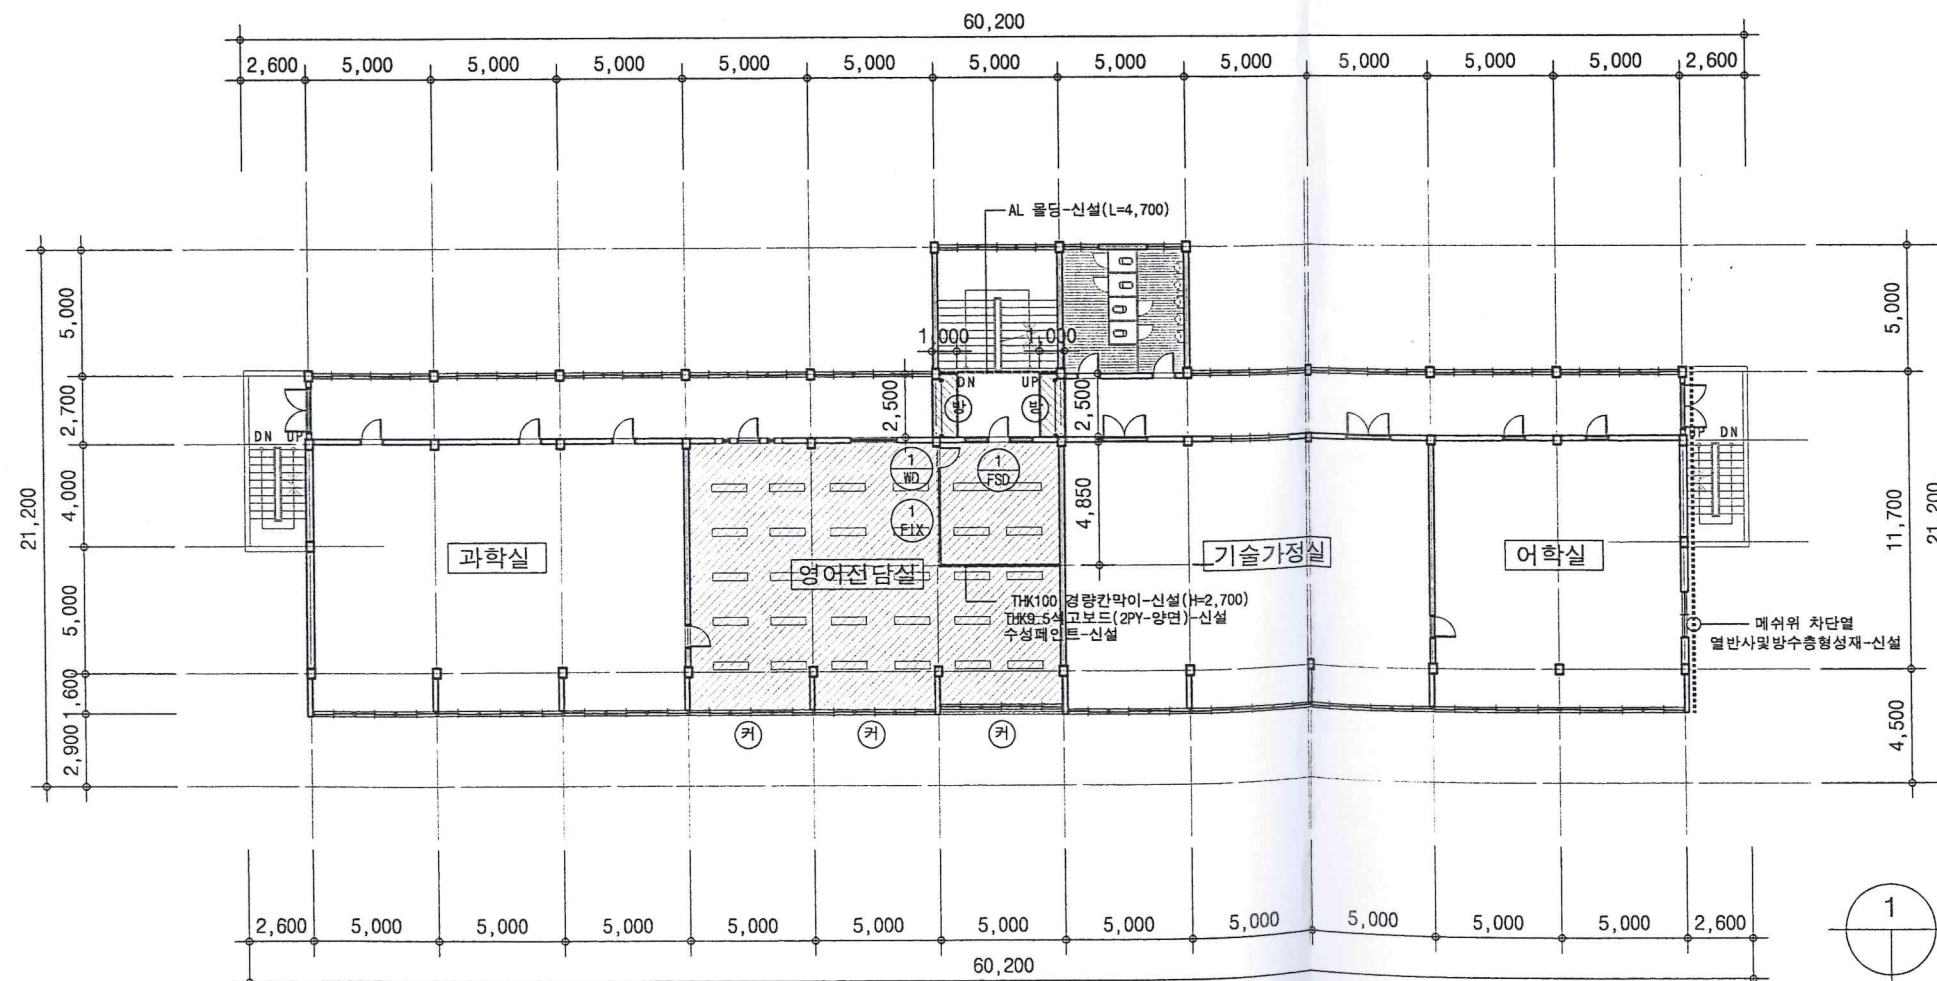 60,200
2,600 5,000 5,000 5,000 5,000 5,000 5,000 5,000 5,000 5,000 5,000 5,000 2,600
AL 몰딩-신설(L=4,700)
5,000
5,000
1,000 1,000
2,700
2,500
DN UP
방 방
2,500
DN UP
UP DN
21,200
4,000
1
WD
1
FSD
1
FIX
4,850
11,700
21,200
과학실
영어전담실
기술가정실
어학실
5,000
THK100 경량칸막이-신설(H=2,700)
THK9.5석고보드(2PY-양면)-신설
수성페인트-신설
메쉬위 차단열
열반사및방수층형성재-신설
1,600
2,900
4,500
커 커 커
1
2,600 5,000 5,000 5,000 5,000 5,000 5,000 5,000 5,000 5,000 5,000 5,000 2,600
60,200